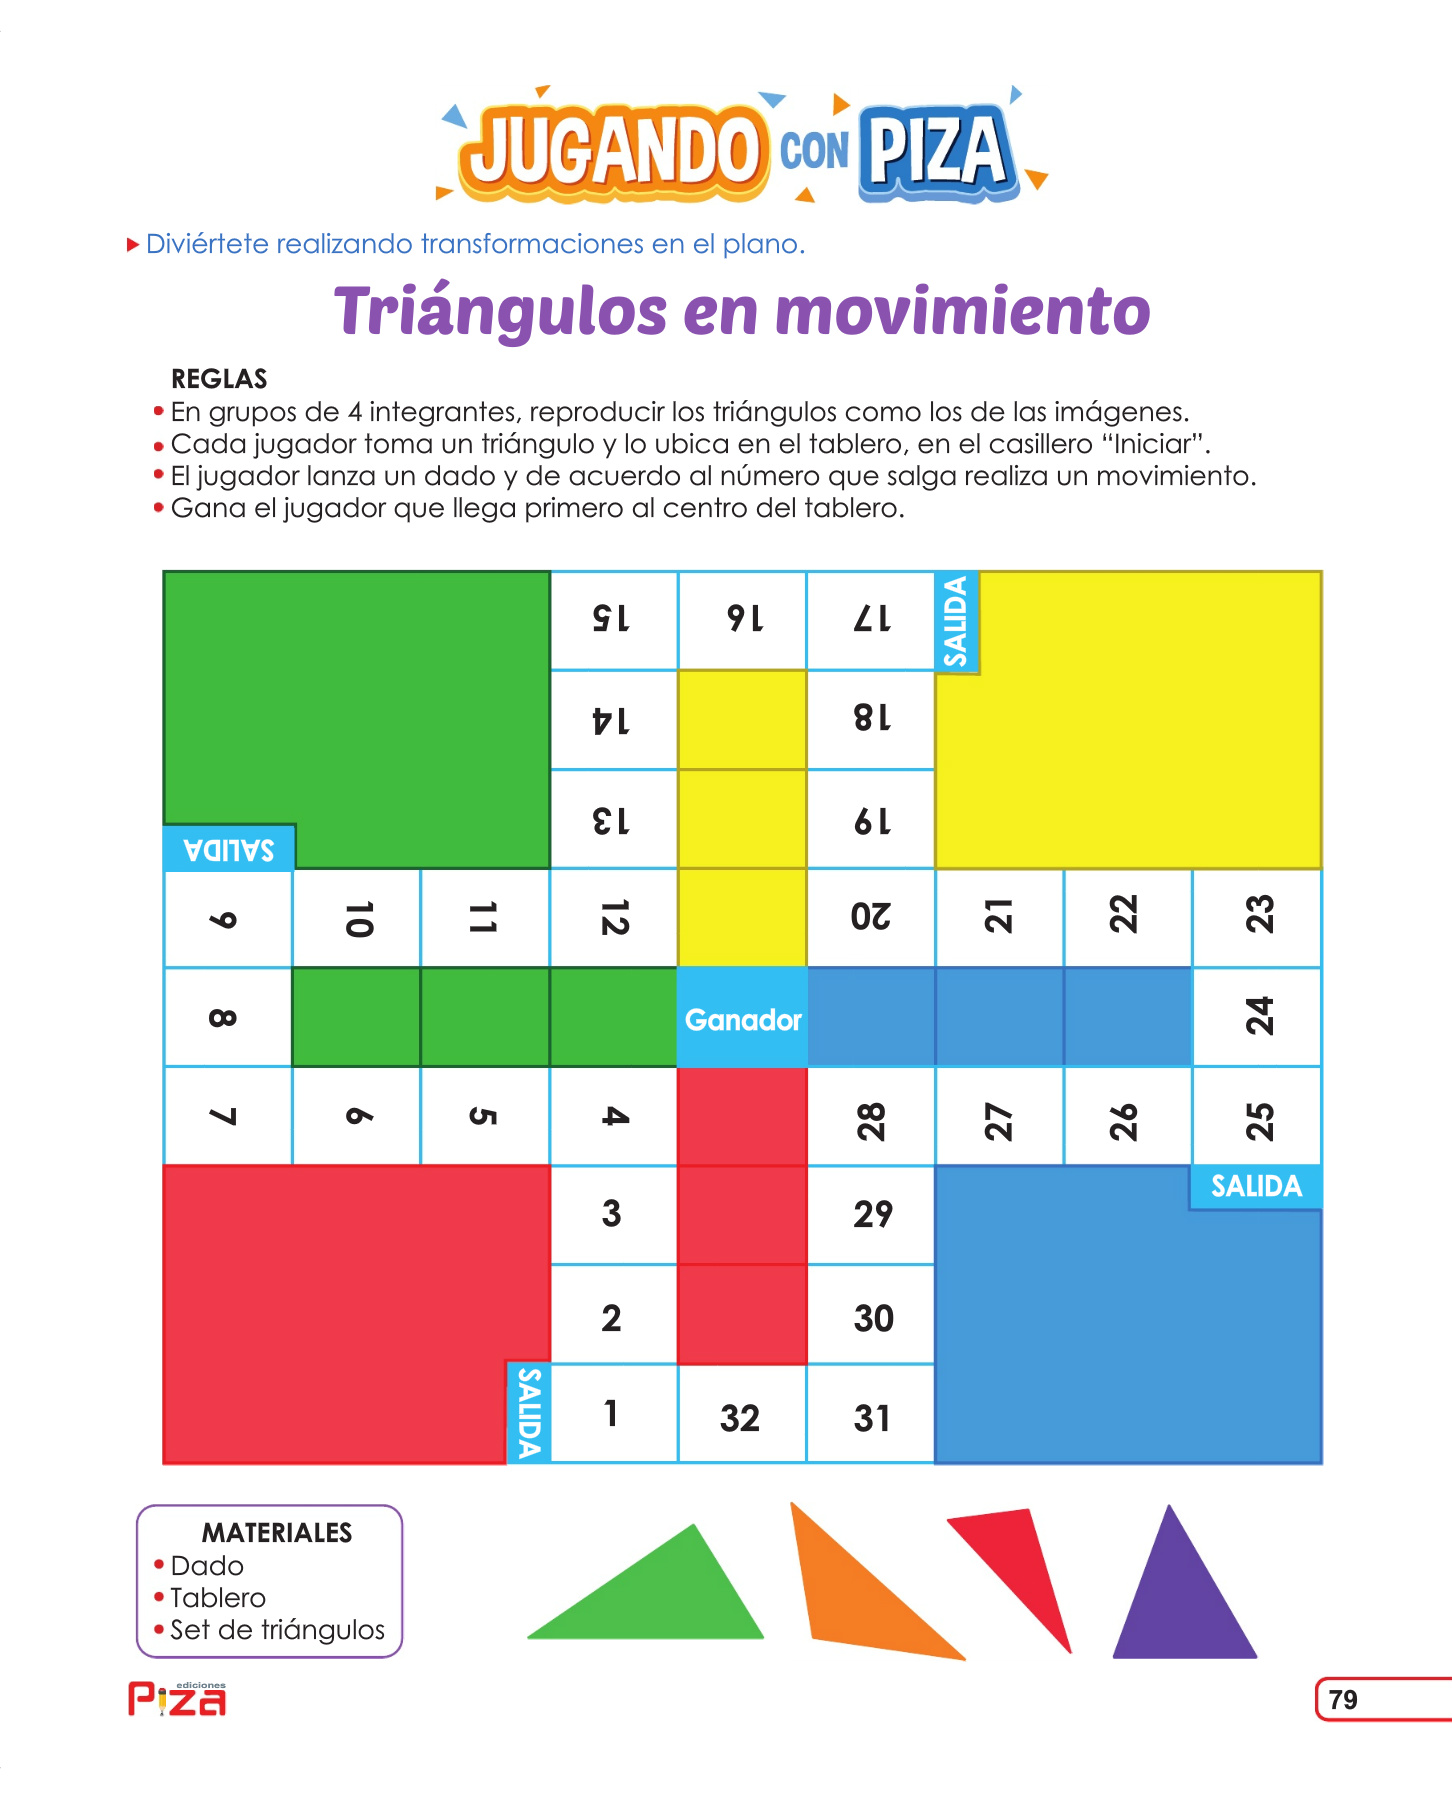 JUGANDO CON PIZA
Diviértete realizando transformaciones en el plano.
Triángulos en movimiento
REGLAS
• En grupos de 4 integrantes, reproducir los triángulos como los de las imágenes.
• Cada jugador toma un triángulo y lo ubica en el tablero, en el casillero “Iniciar”.
• El jugador lanza un dado y de acuerdo al número que salga realiza un movimiento.
• Gana el jugador que llega primero al centro del tablero.
15 16 17 SALIDA
14 18
13 19
SALIDA
9 10 11 12 20 21 22 23
8 Ganador 24
7 6 5 4 28 27 26 25
SALIDA
3 29
2 30
SALIDA 1 32 31
MATERIALES
• Dado
• Tablero
• Set de triángulos
ediciones
Piza
79